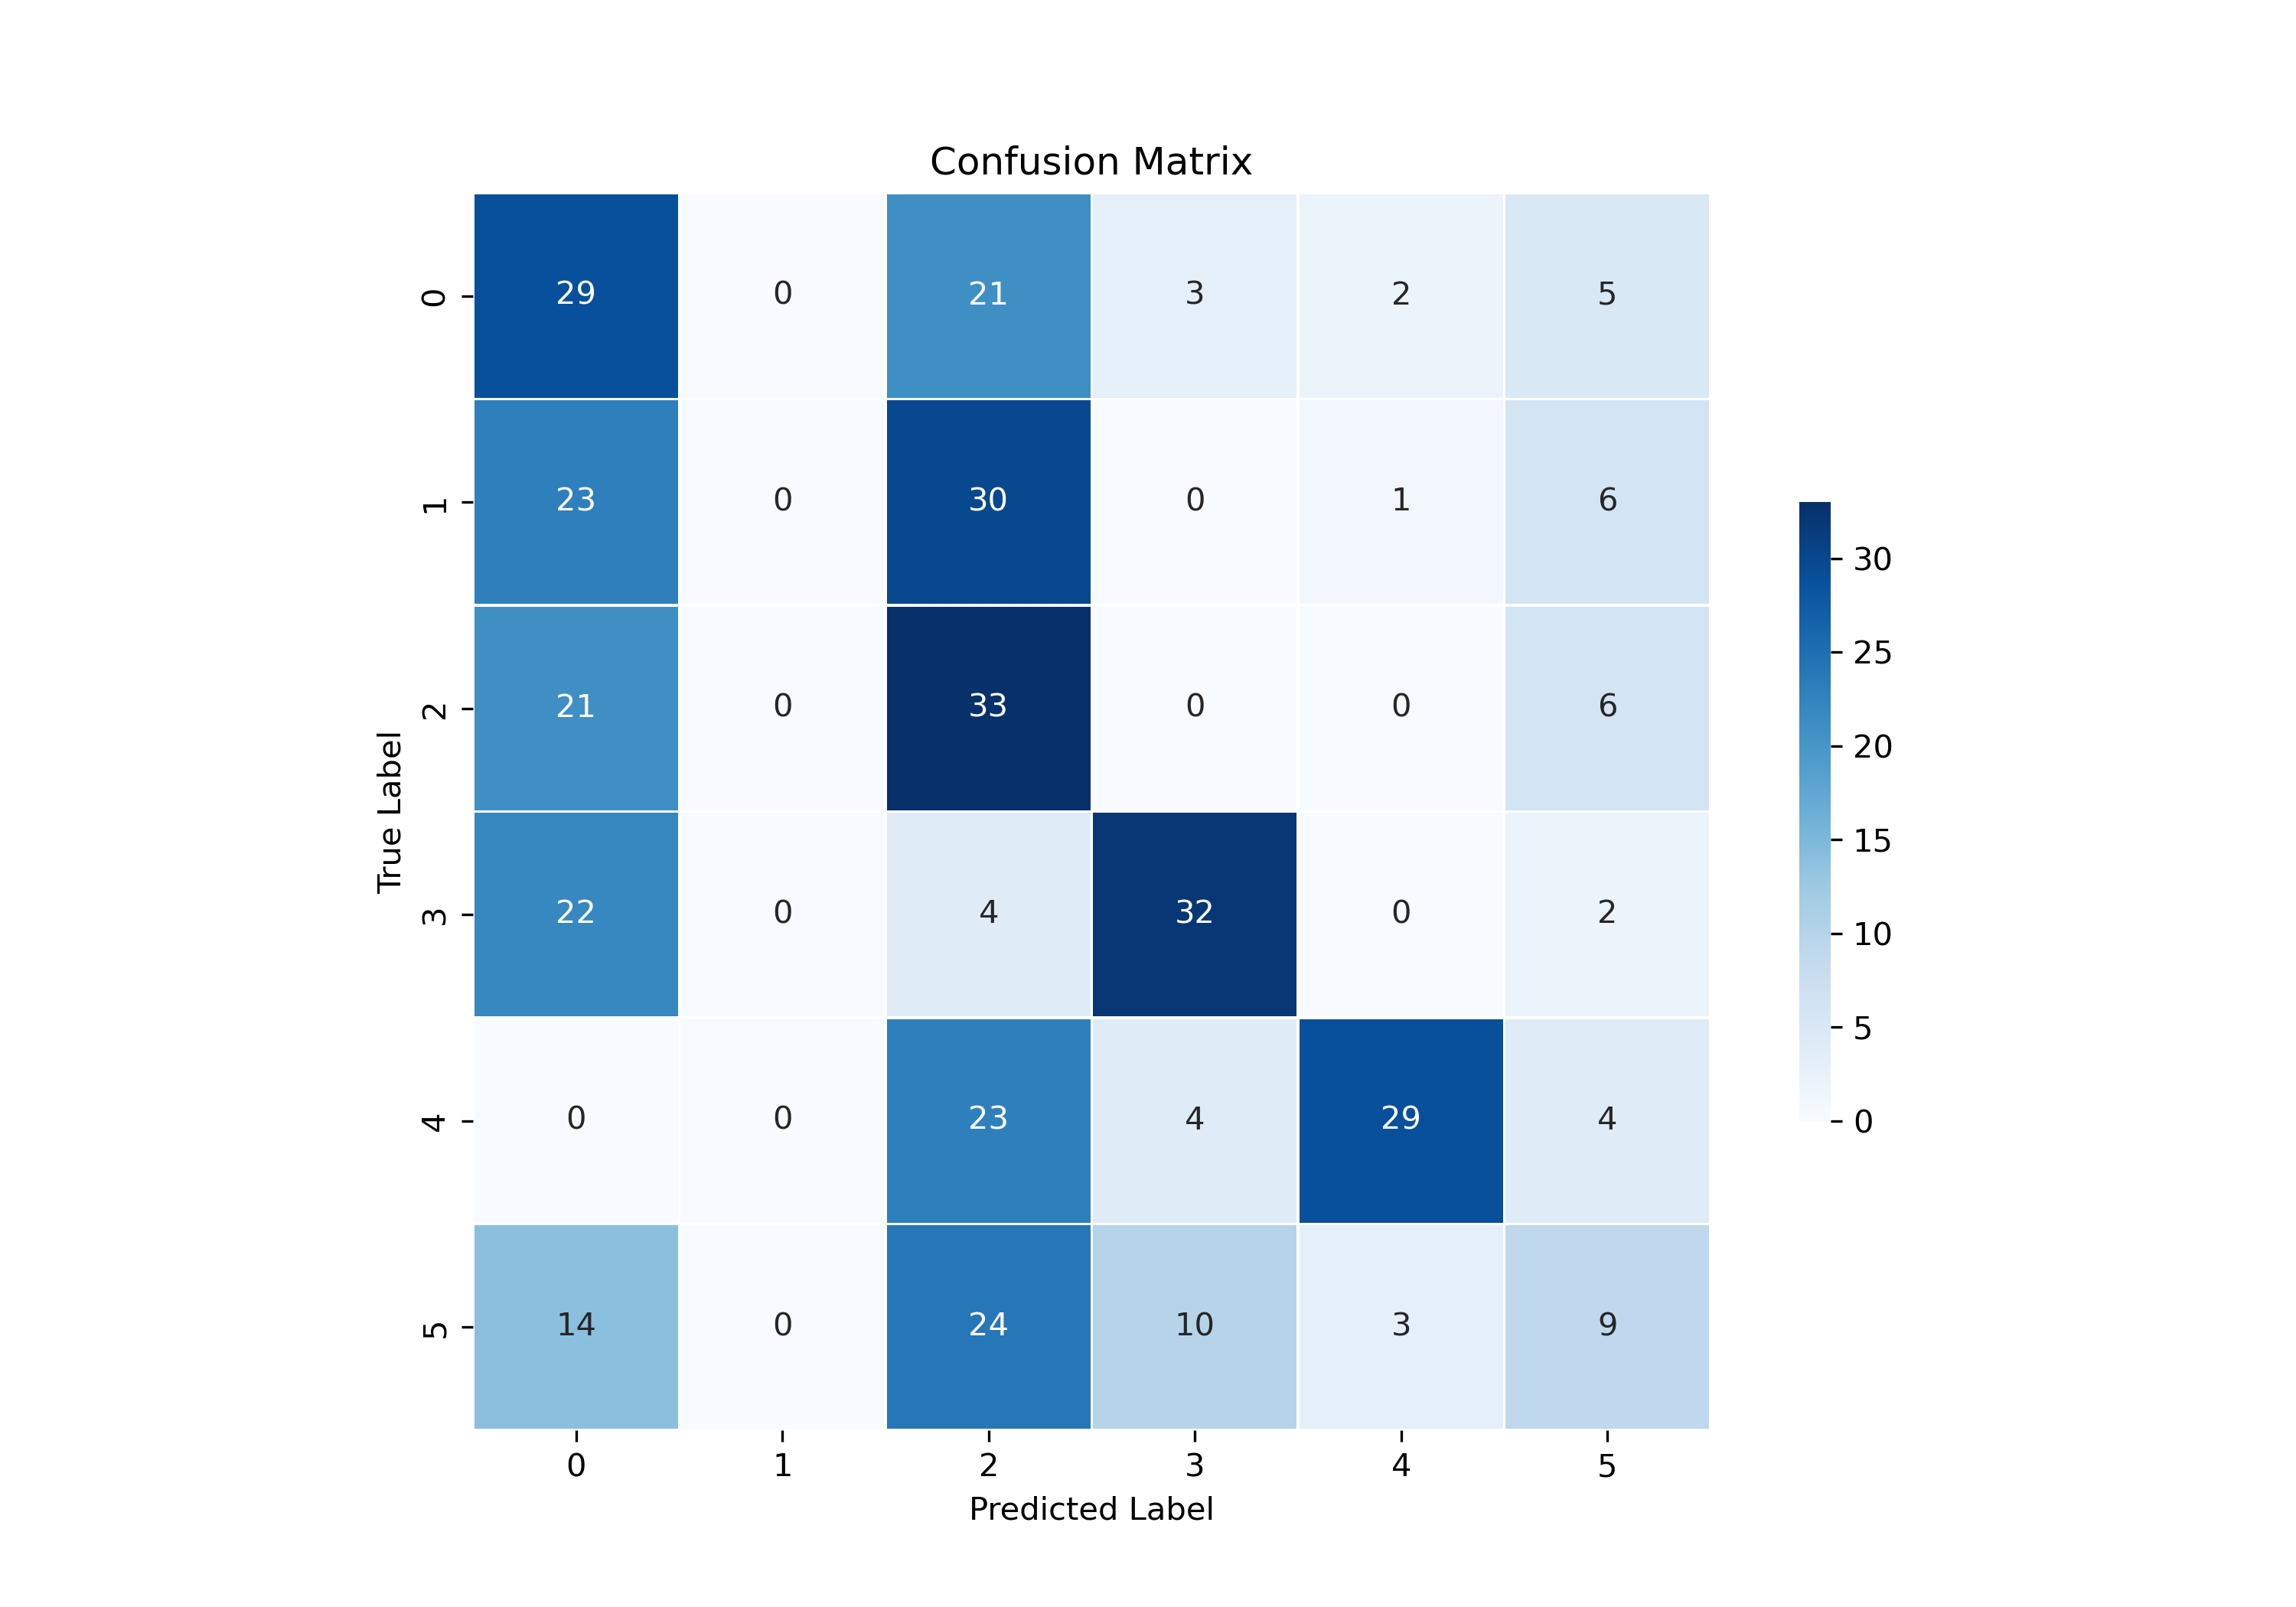 Confusion Matrix
0 29 0 21 3 2 5
1 23 0 30 0 1 6
2 21 0 33 0 0 6
3 22 0 4 32 0 2
4 0 0 23 4 29 4
5 14 0 24 10 3 9
0 1 2 3 4 5
Predicted Label
True Label
30
25
20
15
10
5
0